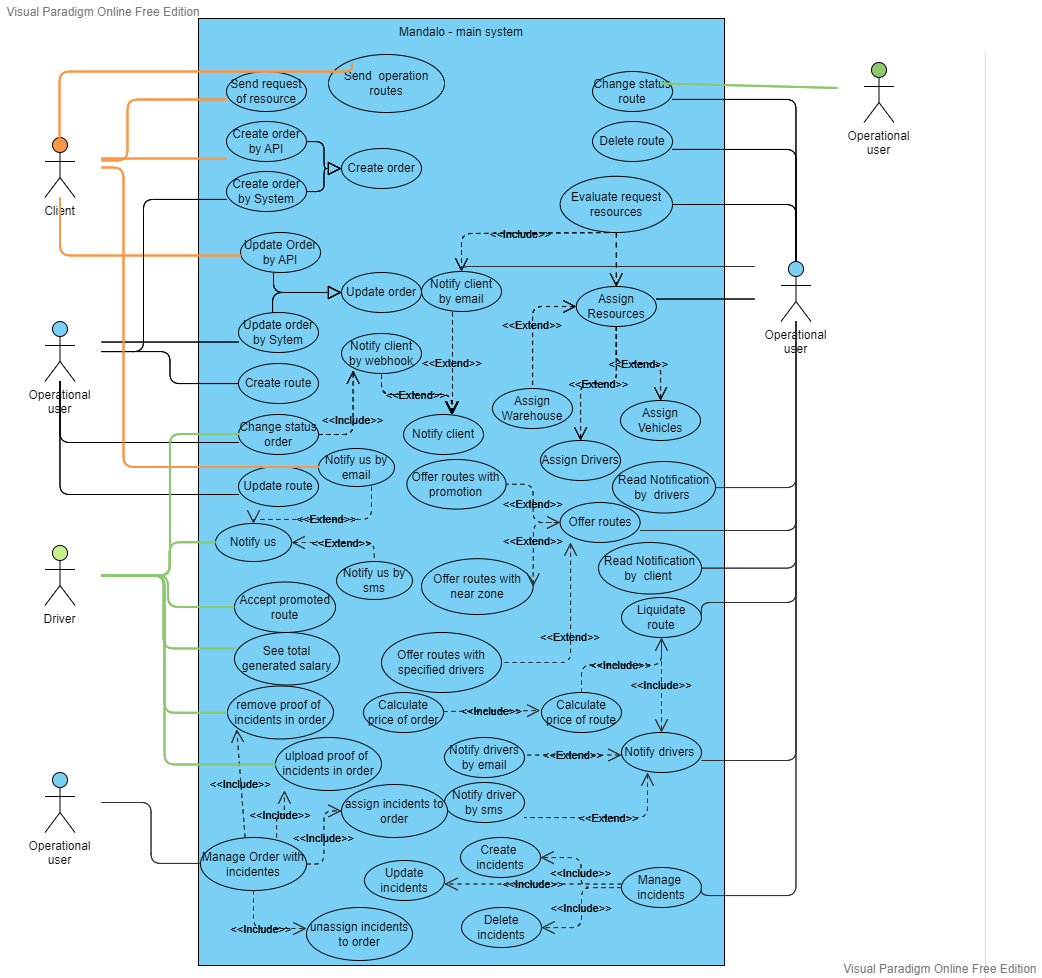 Visual Paradigm Online Free Edition
Mandalo - main system
Send operation
routes
Send request
of resource
Change status
route
Operational
user
Create order
by API
Create order
Create order
by System
Delete route
Client
Evaluate request
resources
<<Include>>
Update Order
by API
Update order
Notify client
by email
Assign
Resources
Operational
user
Update order
by Sytem
Notify client
by webhook
<<Extend>>
<<Extend>>
<<Extend>>
<<Extend>>
<<Extend>>
Operational
user
Create route
Assign
Warehouse
Assign
Vehicles
<<Include>>
Change status
order
Notify client
Assign Drivers
Notify us by
email
Offer routes with
promotion
Read Notification
by drivers
Update route
<<Extend>>
<<Extend>>
Offer routes
Notify us
<<Extend>>
<<Extend>>
Notify us by
sms
Offer routes with
near zone
Read Notification
by client
Driver
Accept promoted
route
Liquidate
route
<<Extend>>
See total
generated salary
Offer routes with
specified drivers
<<Include>>
<<Include>>
remove proof of
incidents in order
Calculate
price of order
<<Include>>
Calculate
price of route
ulpload proof of
incidents in order
Notify drivers
by email
<<Extend>>
Notify drivers
<<Include>>
<<Include>>
assign incidents to
order
Notify driver
by sms
<<Extend>>
<<Include>>
Operational
user
Manage Order with
incidentes
Create
incidents
<<Include>>
Update
incidents
<<Include>>
Manage
incidents
<<Include>>
<<Include>>
unassign incidents
to order
Delete
incidents
Visual Paradigm Online Free Edition